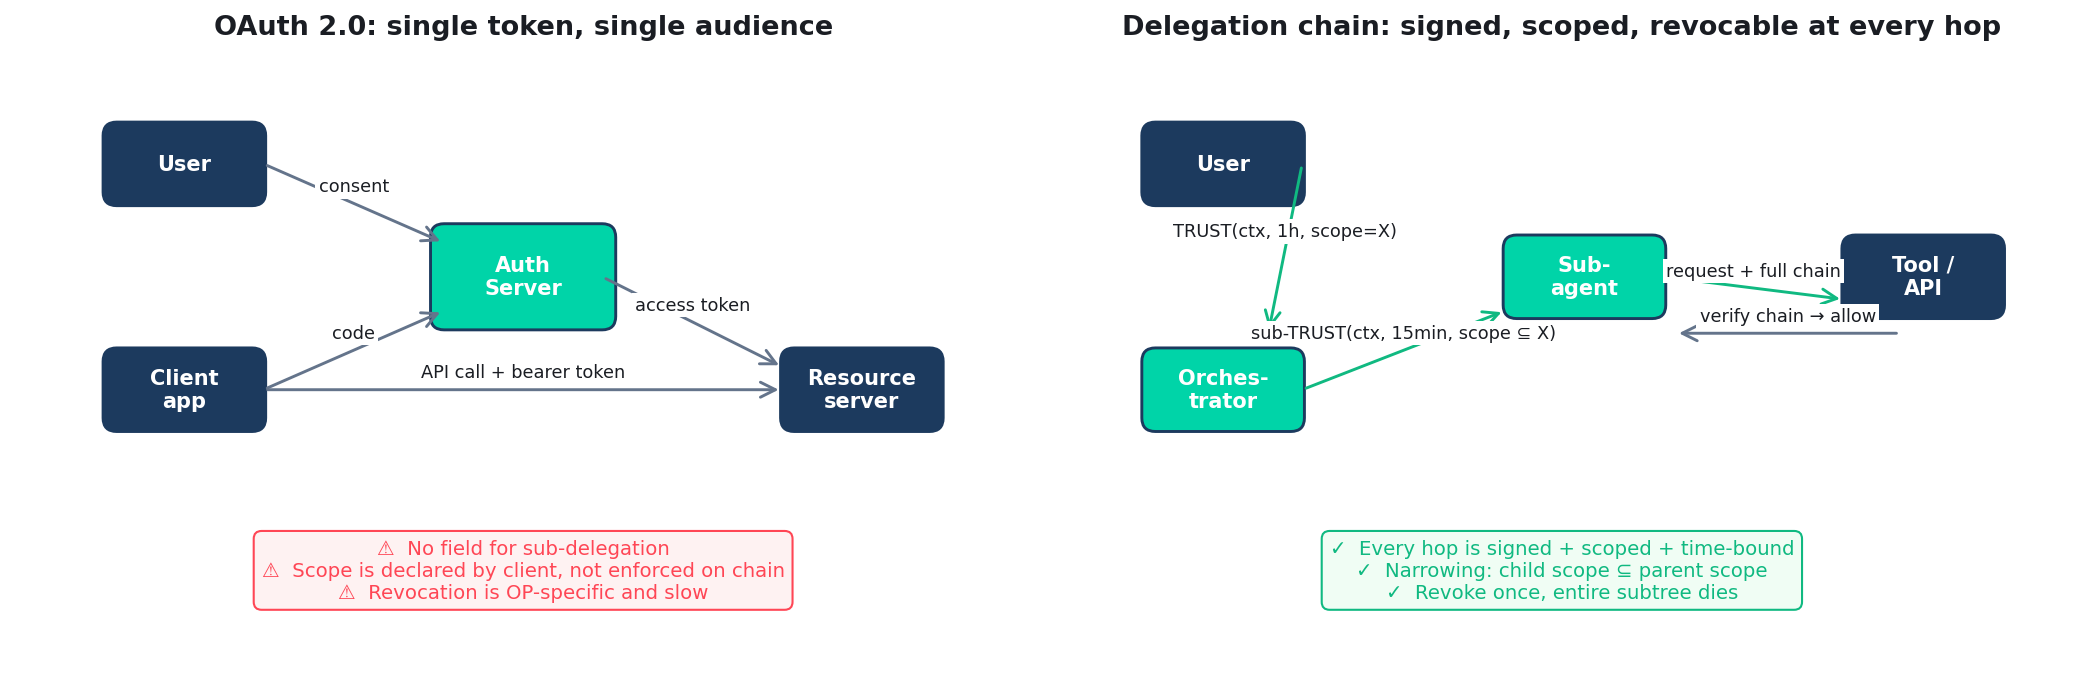 OAuth 2.0: single token, single audience
User
consent
Auth
Server
access token
code
Client
app
API call + bearer token
Resource
server
⚠ No field for sub-delegation
⚠ Scope is declared by client, not enforced on chain
⚠ Revocation is OP-specific and slow
Delegation chain: signed, scoped, revocable at every hop
User
TRUST(ctx, 1h, scope=X)
Sub-
agent
request + full chain
Tool /
API
verify chain → allow
sub-TRUST(ctx, 15min, scope ⊆ X)
Orches-
trator
✓ Every hop is signed + scoped + time-bound
✓ Narrowing: child scope ⊆ parent scope
✓ Revoke once, entire subtree dies